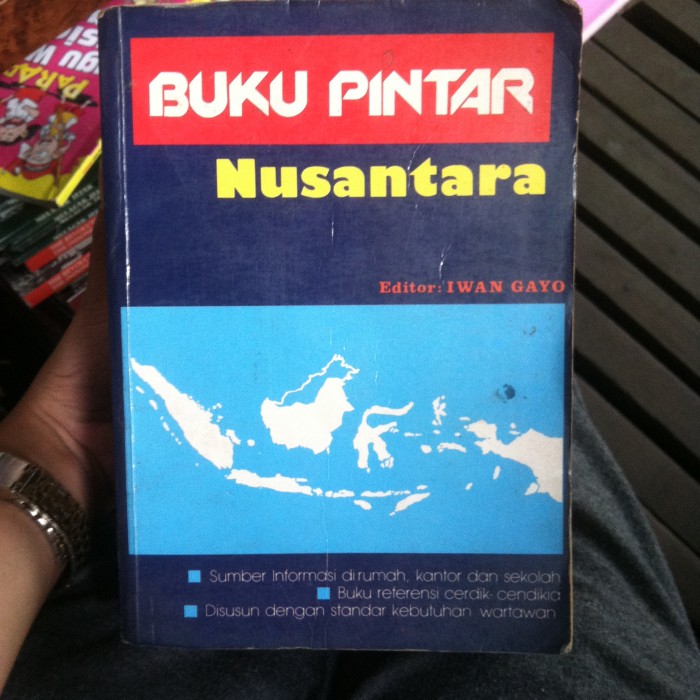 BUKU PINTAR
Nusantara
Editor: IWAN GAYO
Sumber Informasi di rumah, kantor dan sekolah
Buku referensi cerdik-cendikia
Disusun dengan standar kebutuhan wartawan